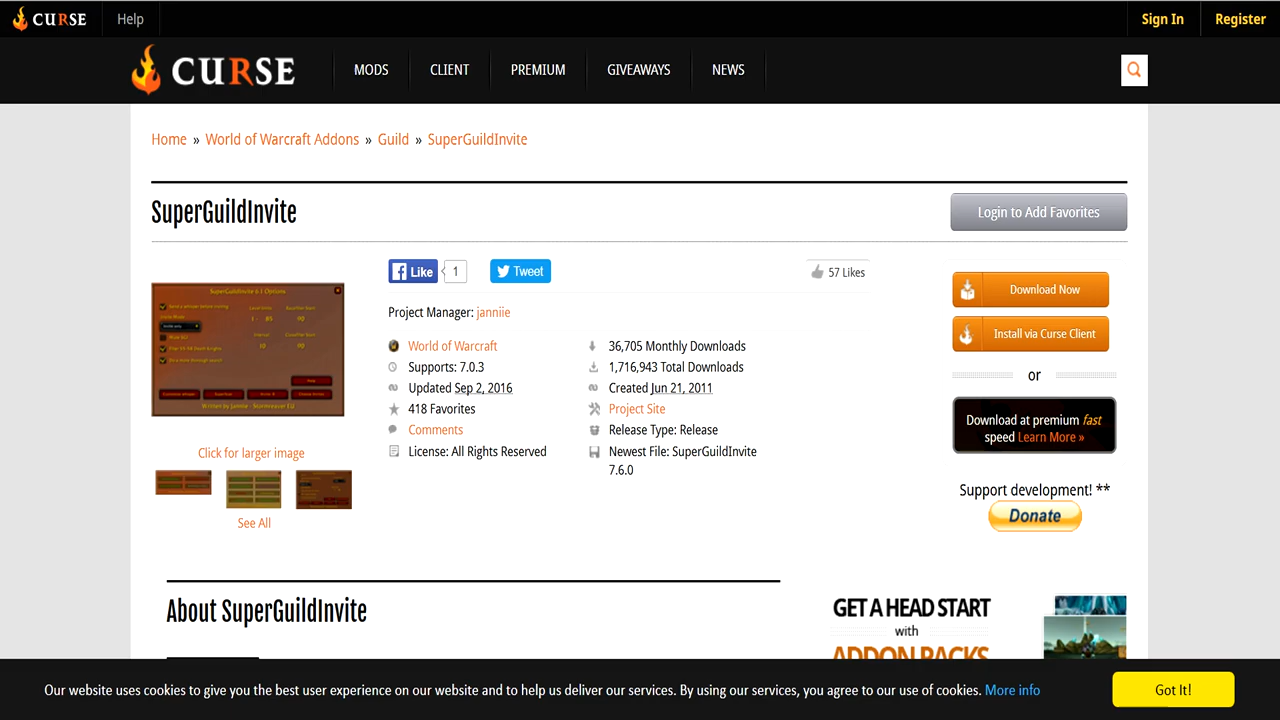 CURSE
Help
Sign In
Register
CURSE
MODS
CLIENT
PREMIUM
GIVEAWAYS
NEWS
Home » World of Warcraft Addons » Guild » SuperGuildInvite
SuperGuildInvite
Login to Add Favorites
Like
1
Tweet
57 Likes
Project Manager: janniie
World of Warcraft
Supports: 7.0.3
Updated Sep 2, 2016
418 Favorites
Comments
License: All Rights Reserved
36,705 Monthly Downloads
1,716,943 Total Downloads
Created Jun 21, 2011
Project Site
Release Type: Release
Newest File: SuperGuildInvite
7.6.0
SuperGuildInvite 6.1 Options
Click for larger image
See All
Download Now
Install via Curse Client
or
Download at premium fast
speed Learn More »
Support development! **
Donate
About SuperGuildInvite
GET A HEAD START
with
ADDON PACKS
Our website uses cookies to give you the best user experience on our website and to help us deliver our services. By using our services, you agree to our use of cookies. More info
Got It!